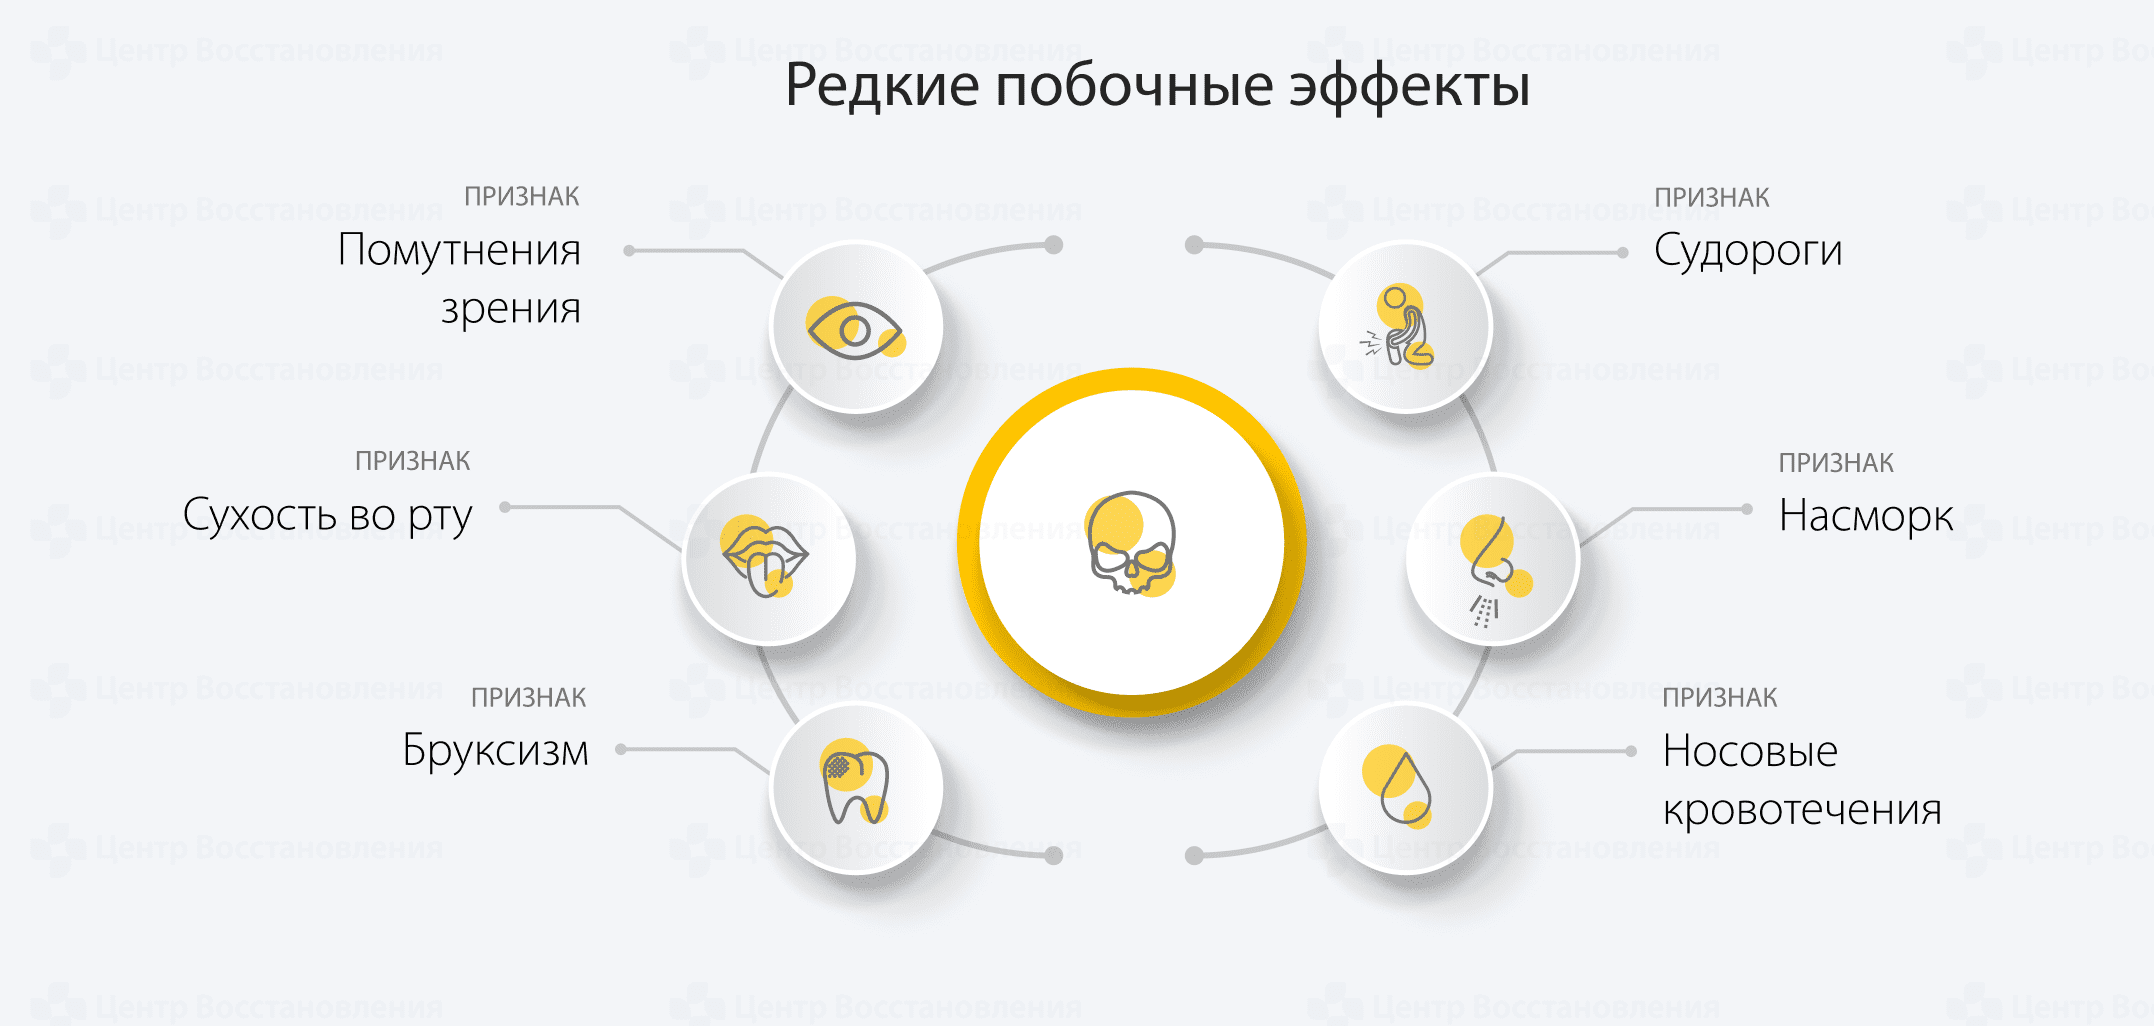 Редкие побочные эффекты
ПРИЗНАК
Помутнения
зрения
ПРИЗНАК
Сухость во рту
ПРИЗНАК
Бруксизм
ПРИЗНАК
Судороги
ПРИЗНАК
Насморк
ПРИЗНАК
Носовые
кровотечения
Центр Восстановления